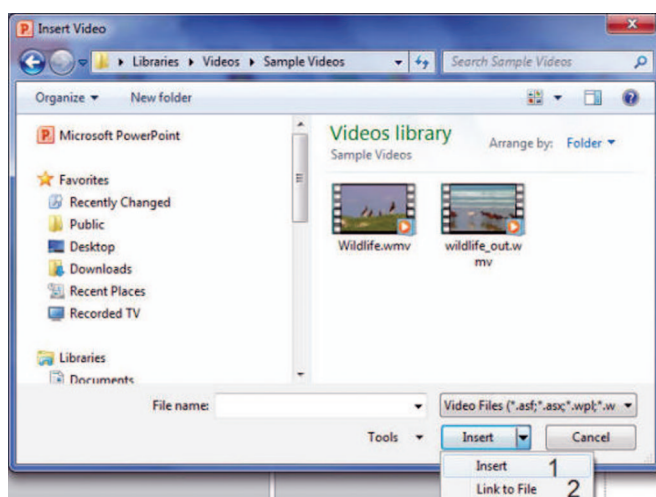 Insert Video
Libraries ▸ Videos ▸ Sample Videos
Search Sample Videos
Organize
New folder
Microsoft PowerPoint
Favorites
Recently Changed
Public
Desktop
Downloads
Recent Places
Recorded TV
Libraries
Documents
Videos library
Sample Videos
Arrange by: Folder
Wildlife.wmv
wildlife_out.w
mv
File name:
Video Files (*.asf;*.asx;*.wpl;*.w
Tools
Insert
Cancel
Insert 1
Link to File 2